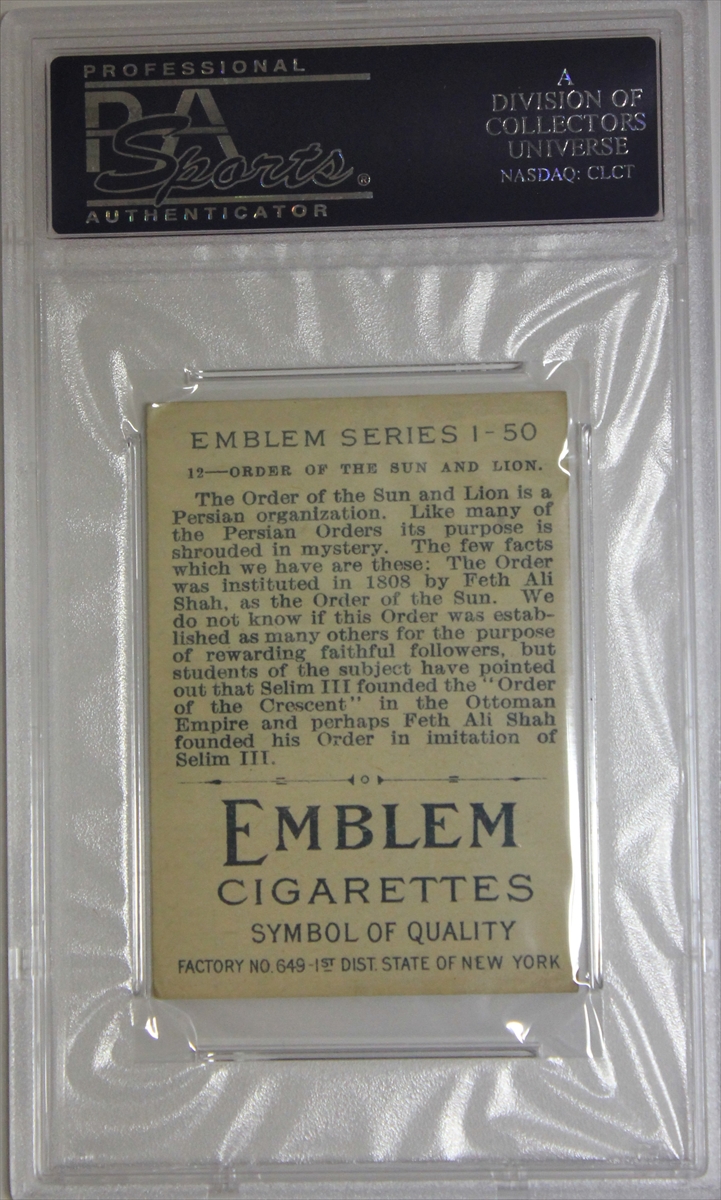 PROFESSIONAL
PSA
Sports®
AUTHENTICATOR
A
DIVISION OF
COLLECTORS
UNIVERSE
NASDAQ: CLCT
EMBLEM SERIES 1-50
12—ORDER OF THE SUN AND LION.
The Order of the Sun and Lion is a
Persian organization. Like many of
the Persian Orders its purpose is
shrouded in mystery. The few facts
which we have are these: The Order
was instituted in 1808 by Feth Ali
Shah, as the Order of the Sun. We
do not know if this Order was estab-
lished as many others for the purpose
of rewarding faithful followers, but
students of the subject have pointed
out that Selim III founded the "Order
of the Crescent" in the Ottoman
Empire and perhaps Feth Ali Shah
founded his Order in imitation of
Selim III.
EMBLEM
CIGARETTES
SYMBOL OF QUALITY
FACTORY NO. 649-1ST DIST. STATE OF NEW YORK